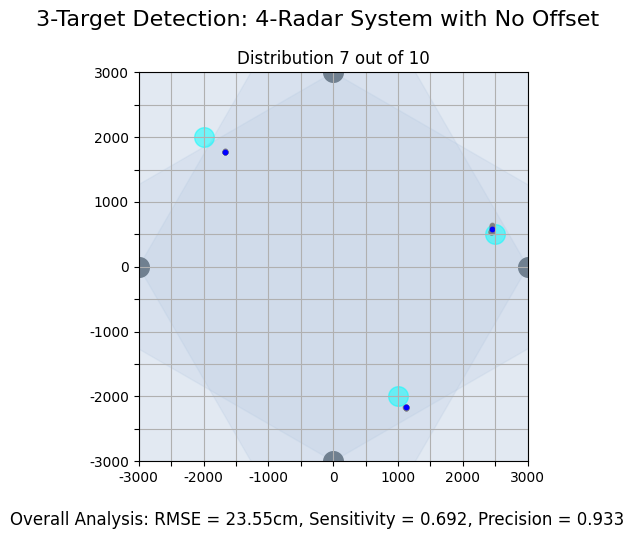 3-Target Detection: 4-Radar System with No Offset
Distribution 7 out of 10
3000
2000
1000
0
-1000
-2000
-3000
-3000 -2000 -1000 0 1000 2000 3000
Overall Analysis: RMSE = 23.55cm, Sensitivity = 0.692, Precision = 0.933